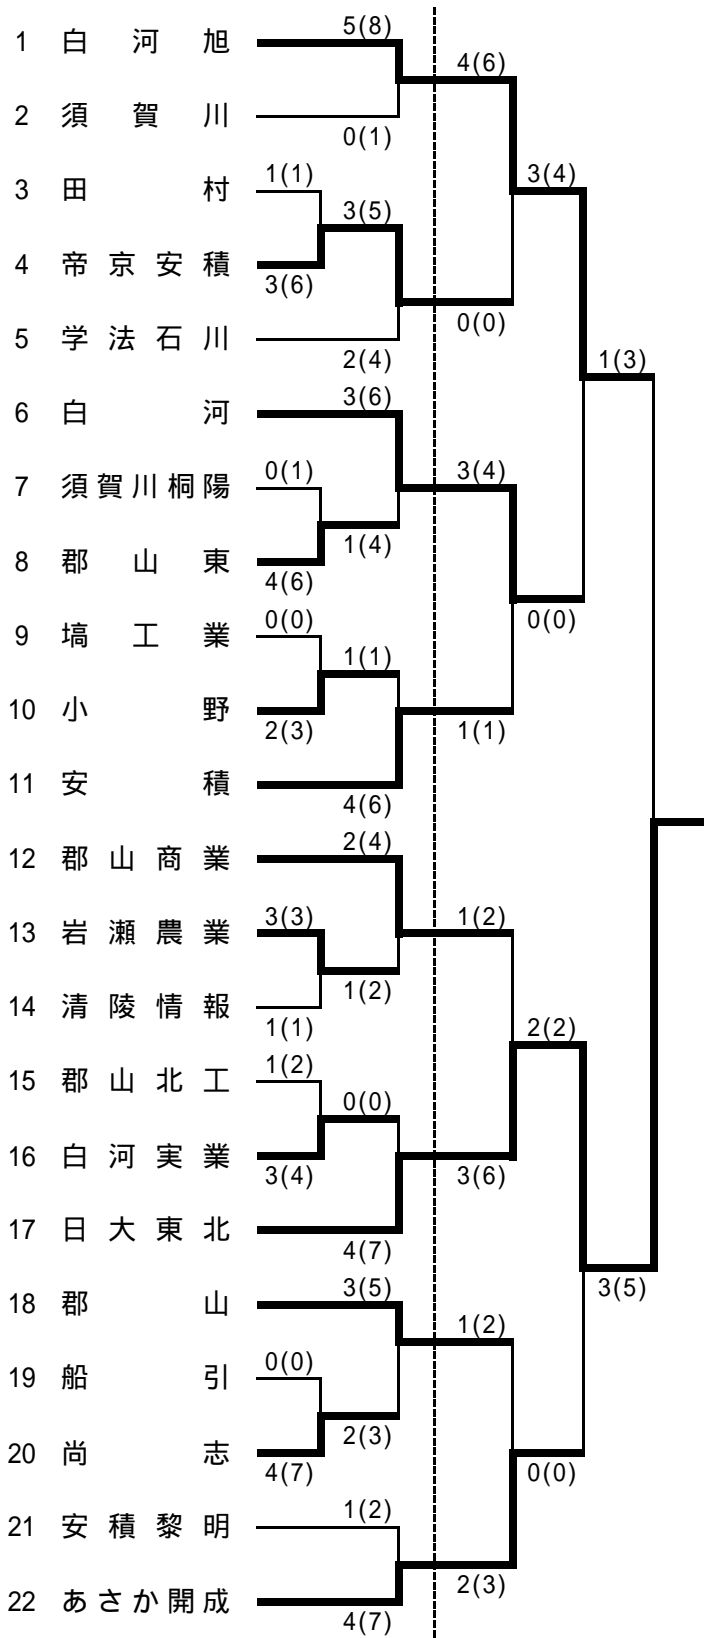 5(8)
1 白河旭
4(6)
2 須賀川
0(1)
1(1)
3 田村
3(4)
3(5)
4 帝京安積
3(6)
0(0)
5 学法石川
2(4)
1(3)
3(6)
6 白河
0(1)
3(4)
7 須賀川桐陽
1(4)
8 郡山東
4(6)
0(0)
0(0)
9 塙工業
1(1)
10 小野
2(3)
1(1)
11 安積
4(6)
2(4)
12 郡山商業
3(3)
1(2)
13 岩瀬農業
1(2)
14 清陵情報
1(1)
2(2)
1(2)
15 郡山北工
0(0)
16 白河実業
3(4)
3(6)
17 日大東北
4(7)
3(5)
3(5)
18 郡山
1(2)
0(0)
19 船引
2(3)
20 尚志
4(7)
0(0)
1(2)
21 安積黎明
2(3)
22 あさか開成
4(7)